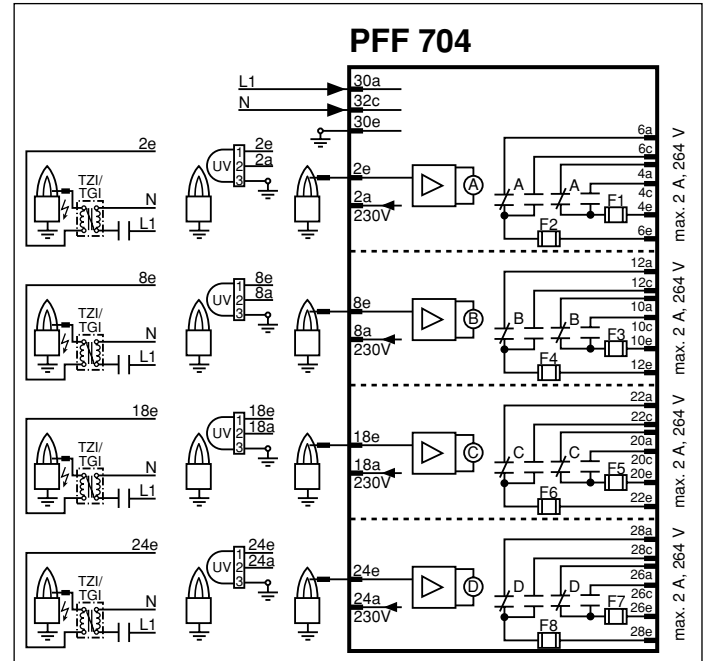 PFF 704
L1
N
30a
32c
30e
2e
TZI/
TGI
N
L1
UV
1
2
3
2e
2a
2e
2a
230V
A
A
A
F1
F2
6a
6c
4a
4c
4e
6e
max. 2 A, 264 V
8e
TZI/
TGI
N
L1
UV
1
2
3
8e
8a
8e
8a
230V
B
B
B
F3
F4
12a
12c
10a
10c
10e
12e
max. 2 A, 264 V
18e
TZI/
TGI
N
L1
UV
1
2
3
18e
18a
18e
18a
230V
C
C
C
F5
F6
22a
22c
20a
20c
20e
22e
max. 2 A, 264 V
24e
TZI/
TGI
N
L1
UV
1
2
3
24e
24a
24e
24a
230V
D
D
D
F7
F8
28a
28c
26a
26c
26e
28e
max. 2 A, 264 V